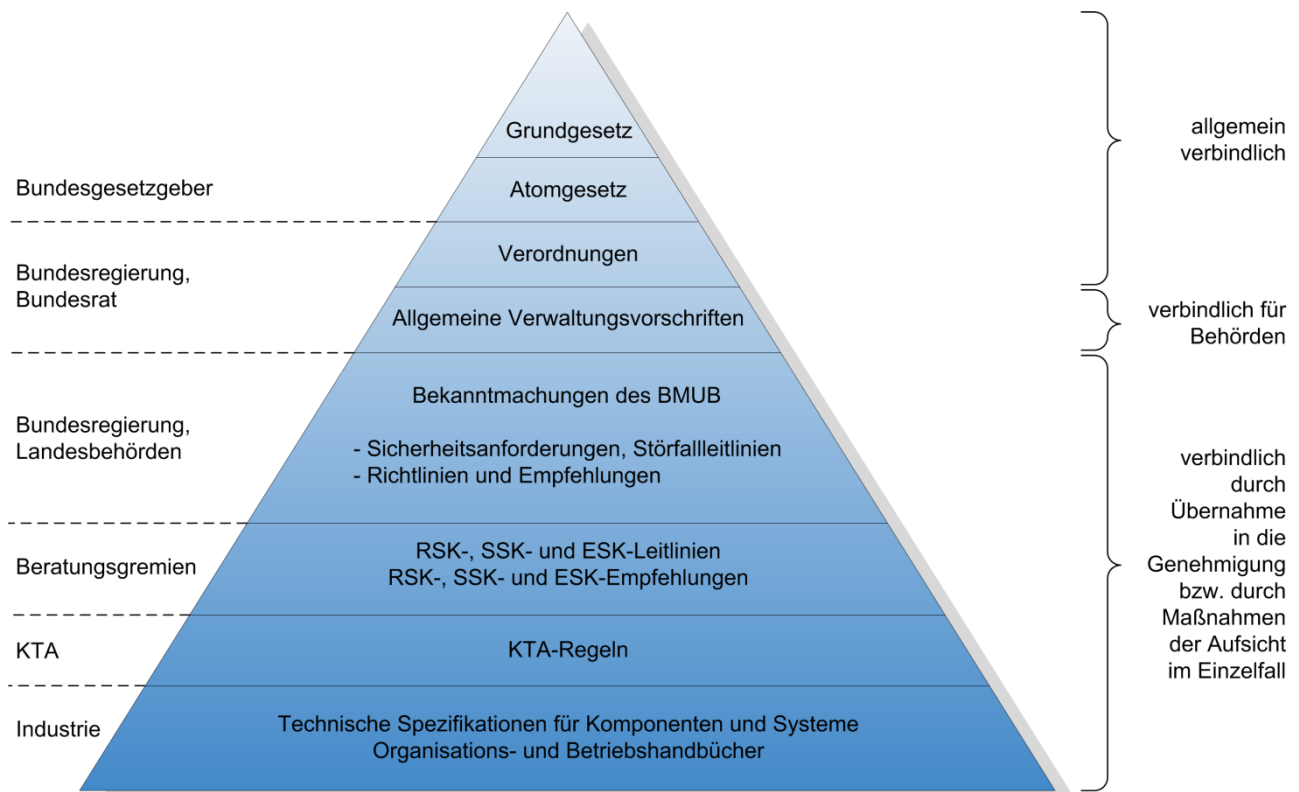 Grundgesetz
allgemein
verbindlich
Bundesgesetzgeber
Atomgesetz
Bundesregierung,
Bundesrat
Verordnungen
Allgemeine Verwaltungsvorschriften
verbindlich für
Behörden
Bundesregierung,
Landesbehörden
Bekanntmachungen des BMUB
- Sicherheitsanforderungen, Störfallleitlinien
- Richtlinien und Empfehlungen
verbindlich
durch
Übernahme
in die
Genehmigung
bzw. durch
Maßnahmen
der Aufsicht
im Einzelfall
Beratungsgremien
RSK-, SSK- und ESK-Leitlinien
RSK-, SSK- und ESK-Empfehlungen
KTA
KTA-Regeln
Industrie
Technische Spezifikationen für Komponenten und Systeme
Organisations- und Betriebshandbücher